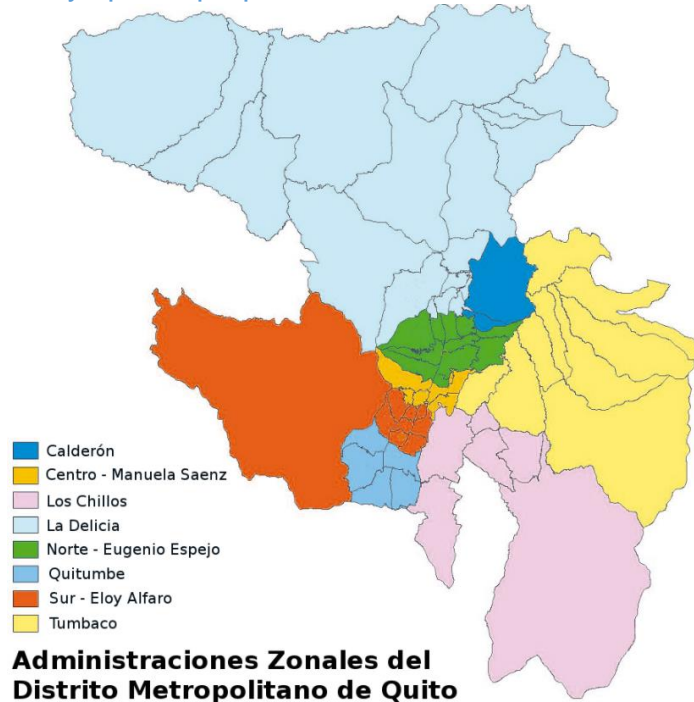 Calderón
Centro - Manuela Saenz
Los Chillos
La Delicia
Norte - Eugenio Espejo
Quitumbe
Sur - Eloy Alfaro
Tumbaco
Administraciones Zonales del
Distrito Metropolitano de Quito